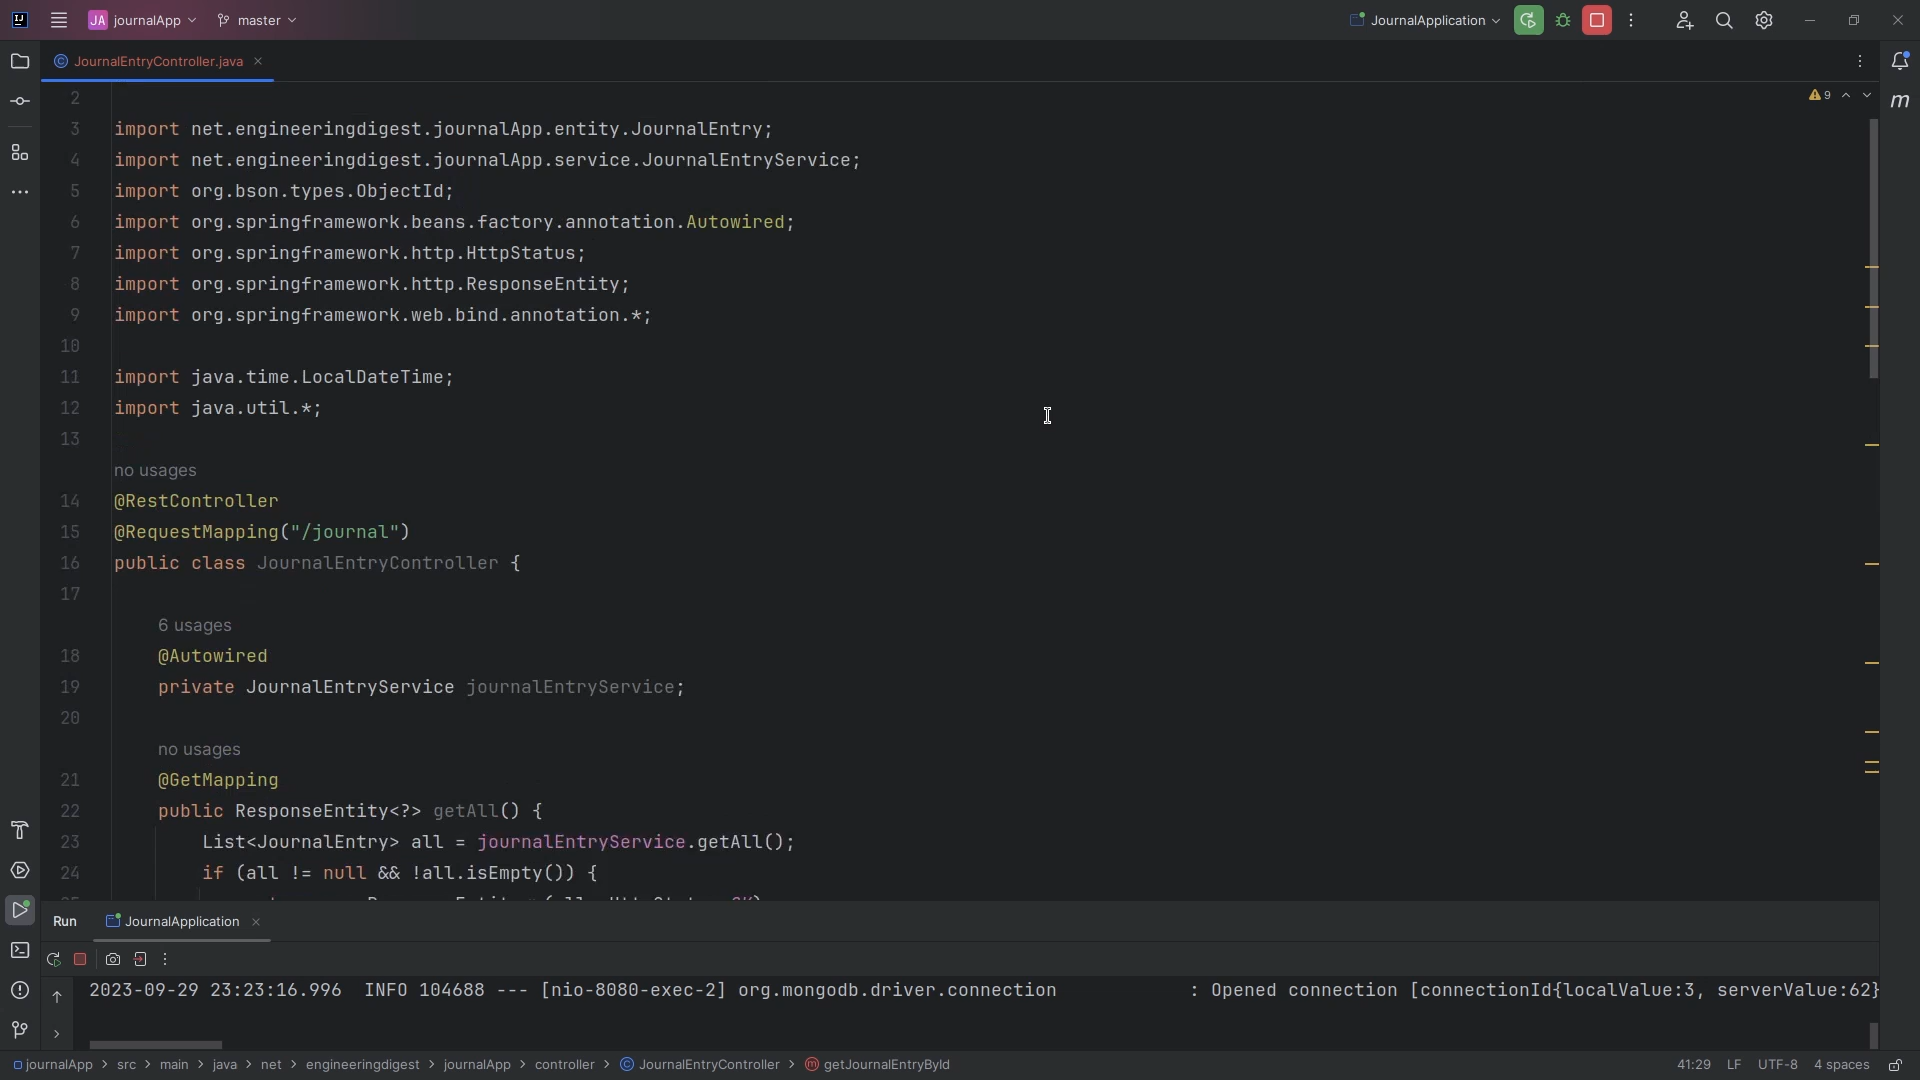 JA journalApp master JournalApplication
JournalEntryController.java
9
2
3 import net.engineeringdigest.journalApp.entity.JournalEntry;
4 import net.engineeringdigest.journalApp.service.JournalEntryService;
5 import org.bson.types.ObjectId;
6 import org.springframework.beans.factory.annotation.Autowired;
7 import org.springframework.http.HttpStatus;
8 import org.springframework.http.ResponseEntity;
9 import org.springframework.web.bind.annotation.*;
10
11 import java.time.LocalDateTime;
12 import java.util.*;
13
no usages
14 @RestController
15 @RequestMapping("/journal")
16 public class JournalEntryController {
17
6 usages
18 @Autowired
19 private JournalEntryService journalEntryService;
20
no usages
21 @GetMapping
22 public ResponseEntity<?> getAll() {
23 List<JournalEntry> all = journalEntryService.getAll();
24 if (all != null && !all.isEmpty()) {
Run JournalApplication
2023-09-29 23:23:16.996 INFO 104688 --- [nio-8080-exec-2] org.mongodb.driver.connection : Opened connection [connectionId{localValue:3, serverValue:62}
journalApp > src > main > java > net > engineeringdigest > journalApp > controller > JournalEntryController > getJournalEntryById 41:29 LF UTF-8 4 spaces